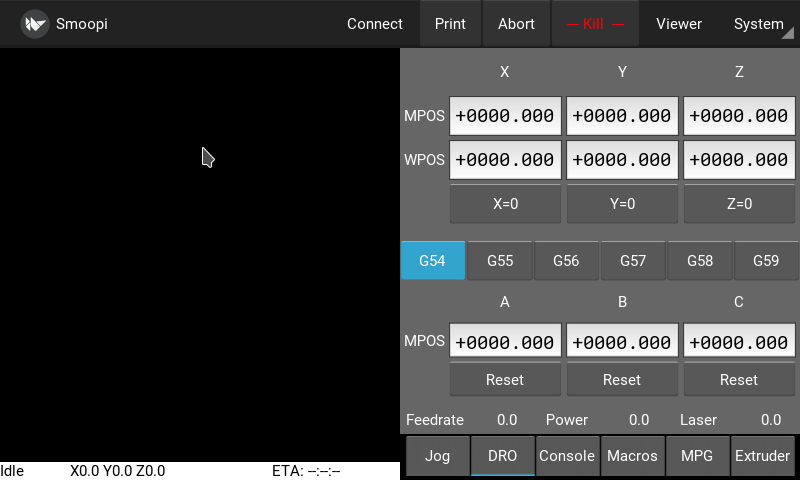 Smoopi Connect Print Abort — Kill — Viewer System
X Y Z
MPOS +0000.000 +0000.000 +0000.000
WPOS +0000.000 +0000.000 +0000.000
X=0 Y=0 Z=0
G54 G55 G56 G57 G58 G59
A B C
MPOS +0000.000 +0000.000 +0000.000
Reset Reset Reset
Feedrate 0.0 Power 0.0 Laser 0.0
Jog DRO Console Macros MPG Extruder
Idle X0.0 Y0.0 Z0.0 ETA: --:--:--